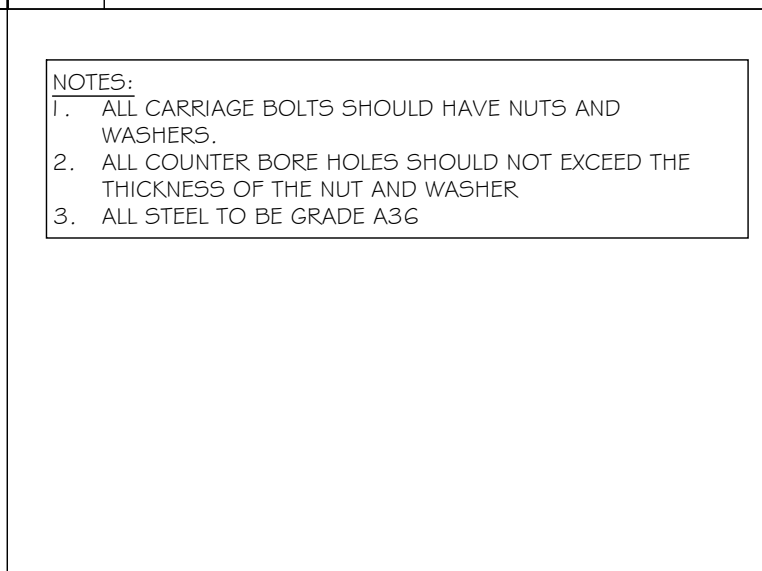 NOTES:
1. ALL CARRIAGE BOLTS SHOULD HAVE NUTS AND
WASHERS.
2. ALL COUNTER BORE HOLES SHOULD NOT EXCEED THE
THICKNESS OF THE NUT AND WASHER
3. ALL STEEL TO BE GRADE A36